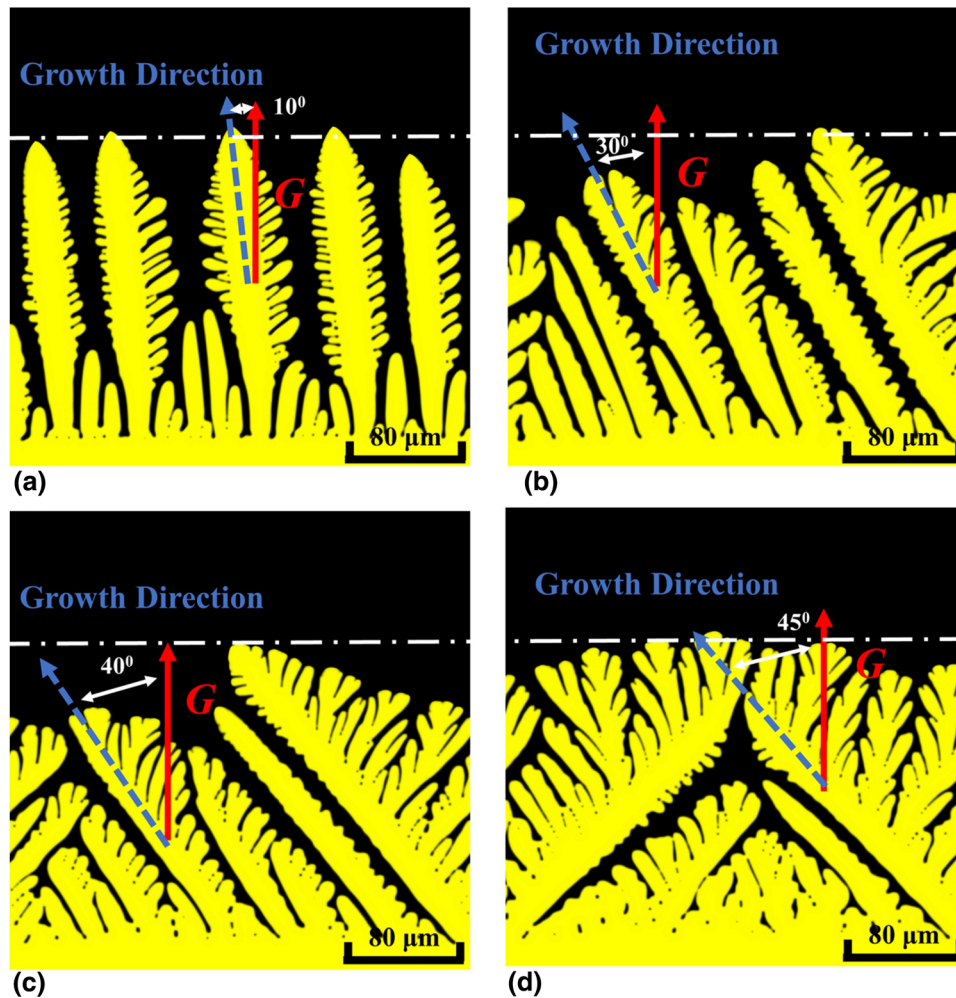 Growth Direction
10⁰
G
80 μm
(a)
Growth Direction
30⁰
G
80 μm
(b)
Growth Direction
40⁰
G
80 μm
(c)
Growth Direction
45⁰
G
80 μm
(d)